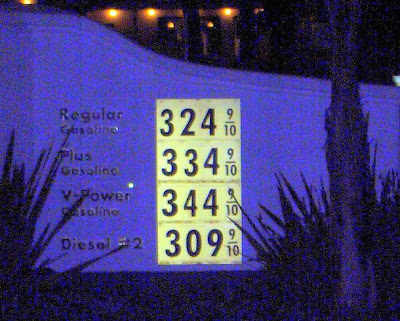 Regular 324 9/10
Gasoline
Plus 334 9/10
Gasoline
V-Power 344 9/10
Gasoline
Diesel #2 309 9/10